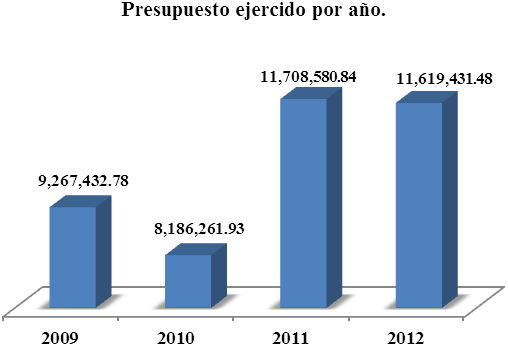 Presupuesto ejercido por año.
11,708,580.84
11,619,431.48
9,267,432.78
8,186,261.93
2009 2010 2011 2012